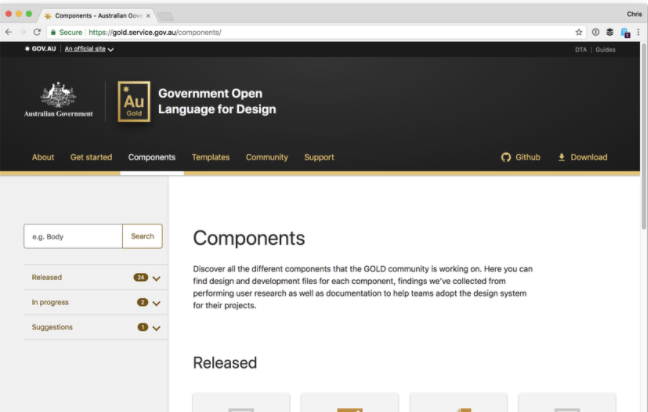 Components - Australian Gove
Chris
Secure
https://gold.service.gov.au/components/
GOV.AU
An official site
DTA
Guides
Australian Government
Au
Gold
Government Open
Language for Design
About
Get started
Components
Templates
Community
Support
Github
Download
e.g. Body
Search
Released 24
In progress 2
Suggestions 1
Components
Discover all the different components that the GOLD community is working on. Here you can
find design and development files for each component, findings we've collected from
performing user research as well as documentation to help teams adopt the design system
for their projects.
Released